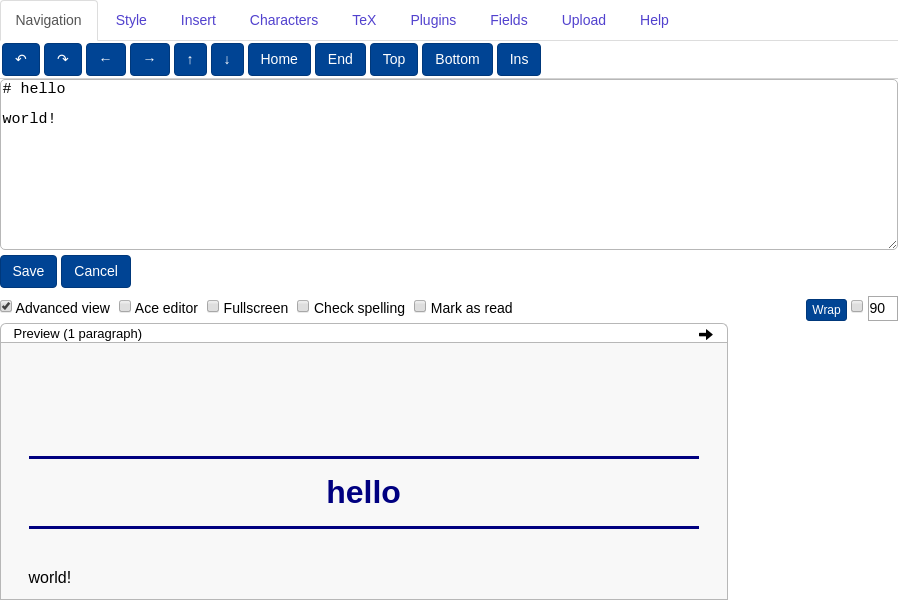 Navigation Style Insert Characters TeX Plugins Fields Upload Help
↶ ↷ ← → ↑ ↓ Home End Top Bottom Ins
# hello
world!
Save Cancel
Advanced view Ace editor Fullscreen Check spelling Mark as read Wrap 90
Preview (1 paragraph)
hello
world!